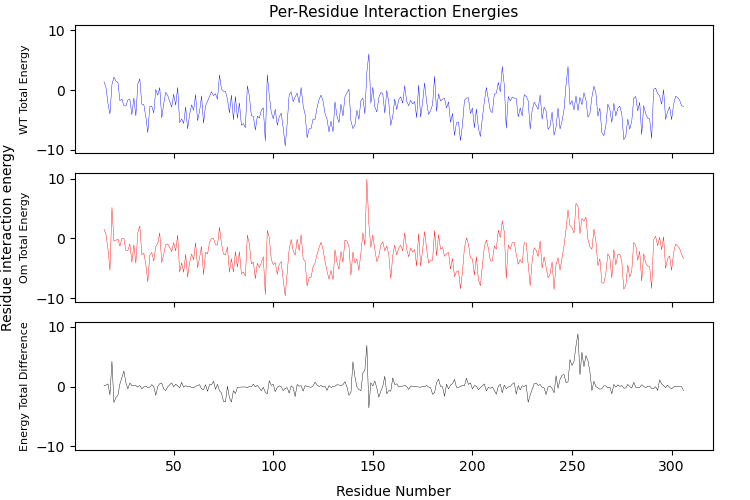 Per-Residue Interaction Energies
Residue interaction energy
WT Total Energy
10
0
−10
Om Total Energy
10
0
−10
Energy Total Difference
10
0
−10
50 100 150 200 250 300
Residue Number